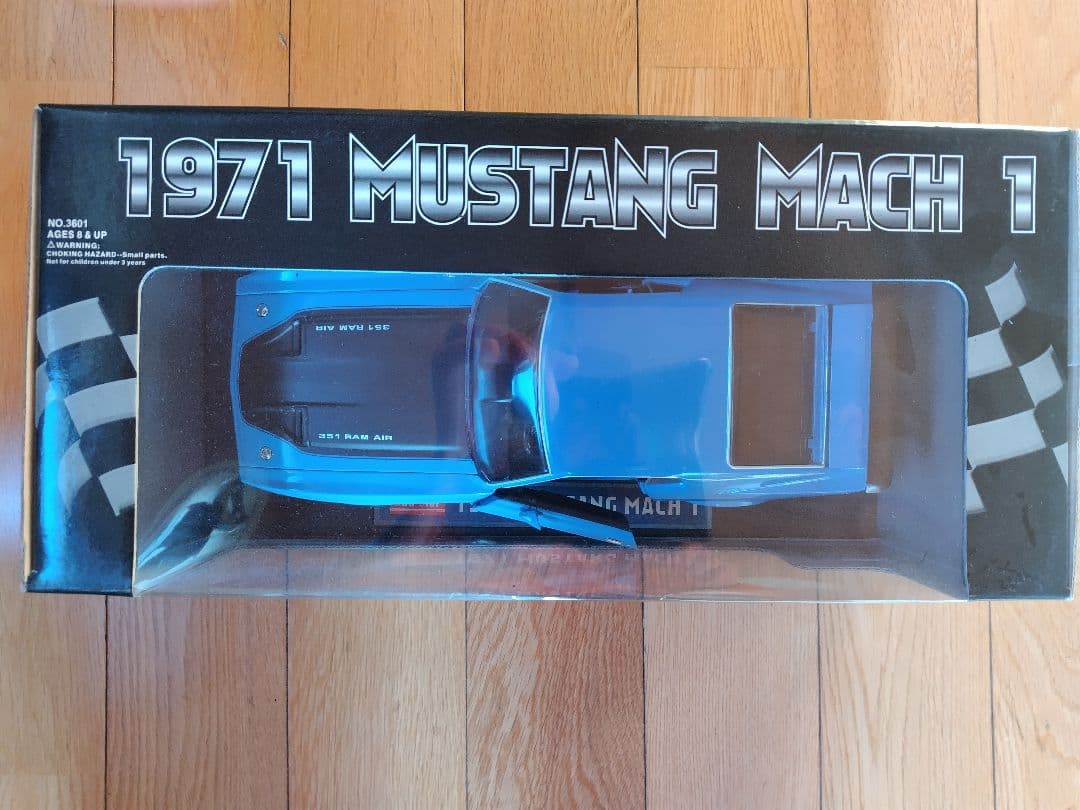 1971 MUSTANG MACH 1
NO.3601
AGES 8 & UP
⚠WARNING:
CHOKING HAZARD--Small parts.
Not for children under 3 years
351 RAM AIR
351 RAM AIR
MACH 1